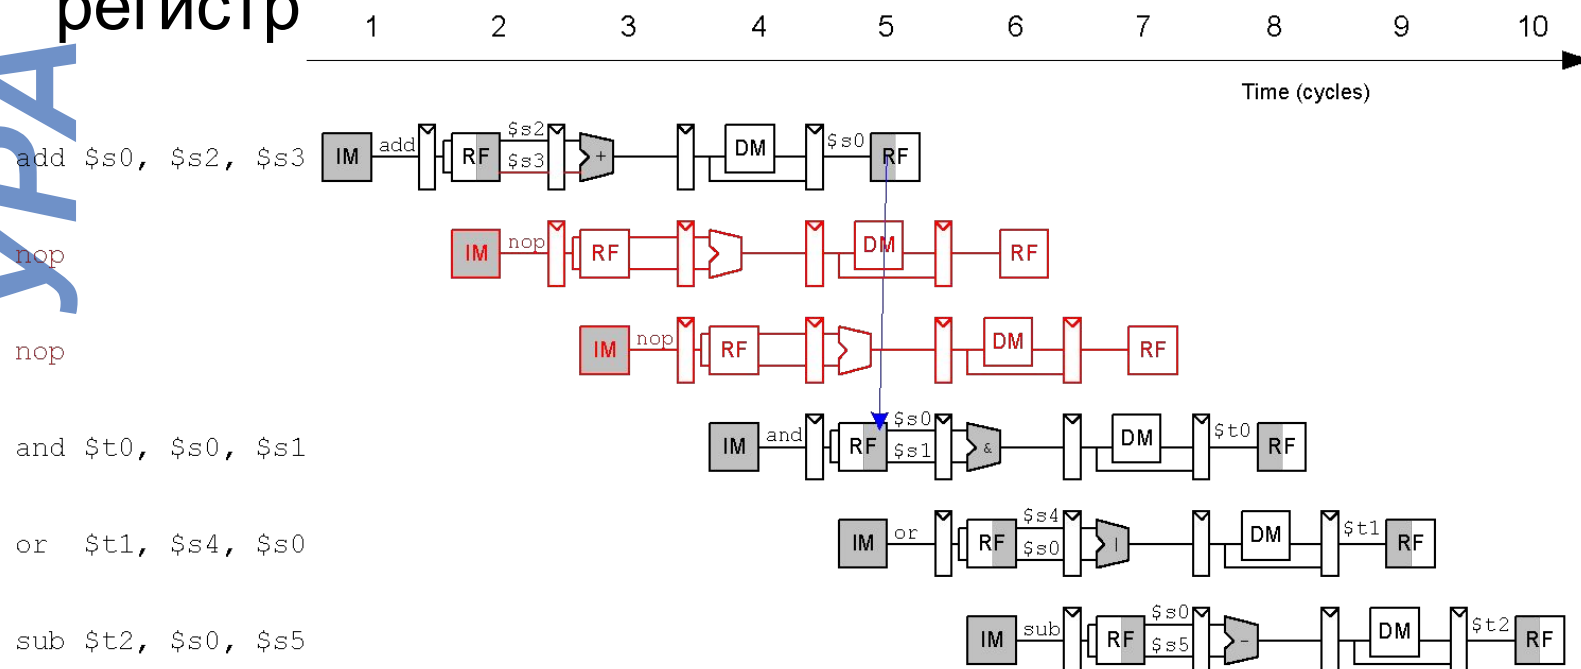 регистр
УРА
1 2 3 4 5 6 7 8 9 10
Time (cycles)
add $s0, $s2, $s3 IM add RF $s2 $s3 + DM $s0 RF
nop IM nop RF DM RF
nop IM nop RF DM RF
and $t0, $s0, $s1 IM and RF $s0 $s1 & DM $t0 RF
or $t1, $s4, $s0 IM or RF $s4 $s0 | DM $t1 RF
sub $t2, $s0, $s5 IM sub RF $s0 $s5 - DM $t2 RF